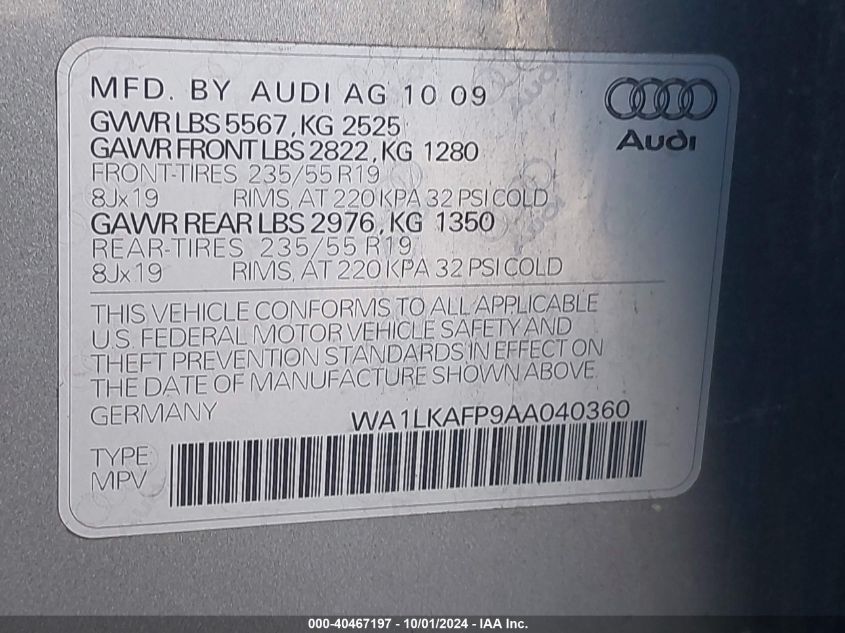 MFD. BY AUDI AG 10 09
GVWR LBS 5567, KG 2525
GAWR FRONT LBS 2822, KG 1280
FRONT-TIRES 235/55 R19
8Jx19 RIMS, AT 220 KPA 32 PSI COLD
GAWR REAR LBS 2976, KG 1350
REAR-TIRES 235/55 R19
8Jx19 RIMS, AT 220 KPA 32 PSI COLD
Audi
THIS VEHICLE CONFORMS TO ALL APPLICABLE
U.S. FEDERAL MOTOR VEHICLE SAFETY AND
THEFT PREVENTION STANDARDS IN EFFECT ON
THE DATE OF MANUFACTURE SHOWN ABOVE.
GERMANY WA1LKAFP9AA040360
TYPE
MPV
000-40467197 - 10/01/2024 - IAA Inc.